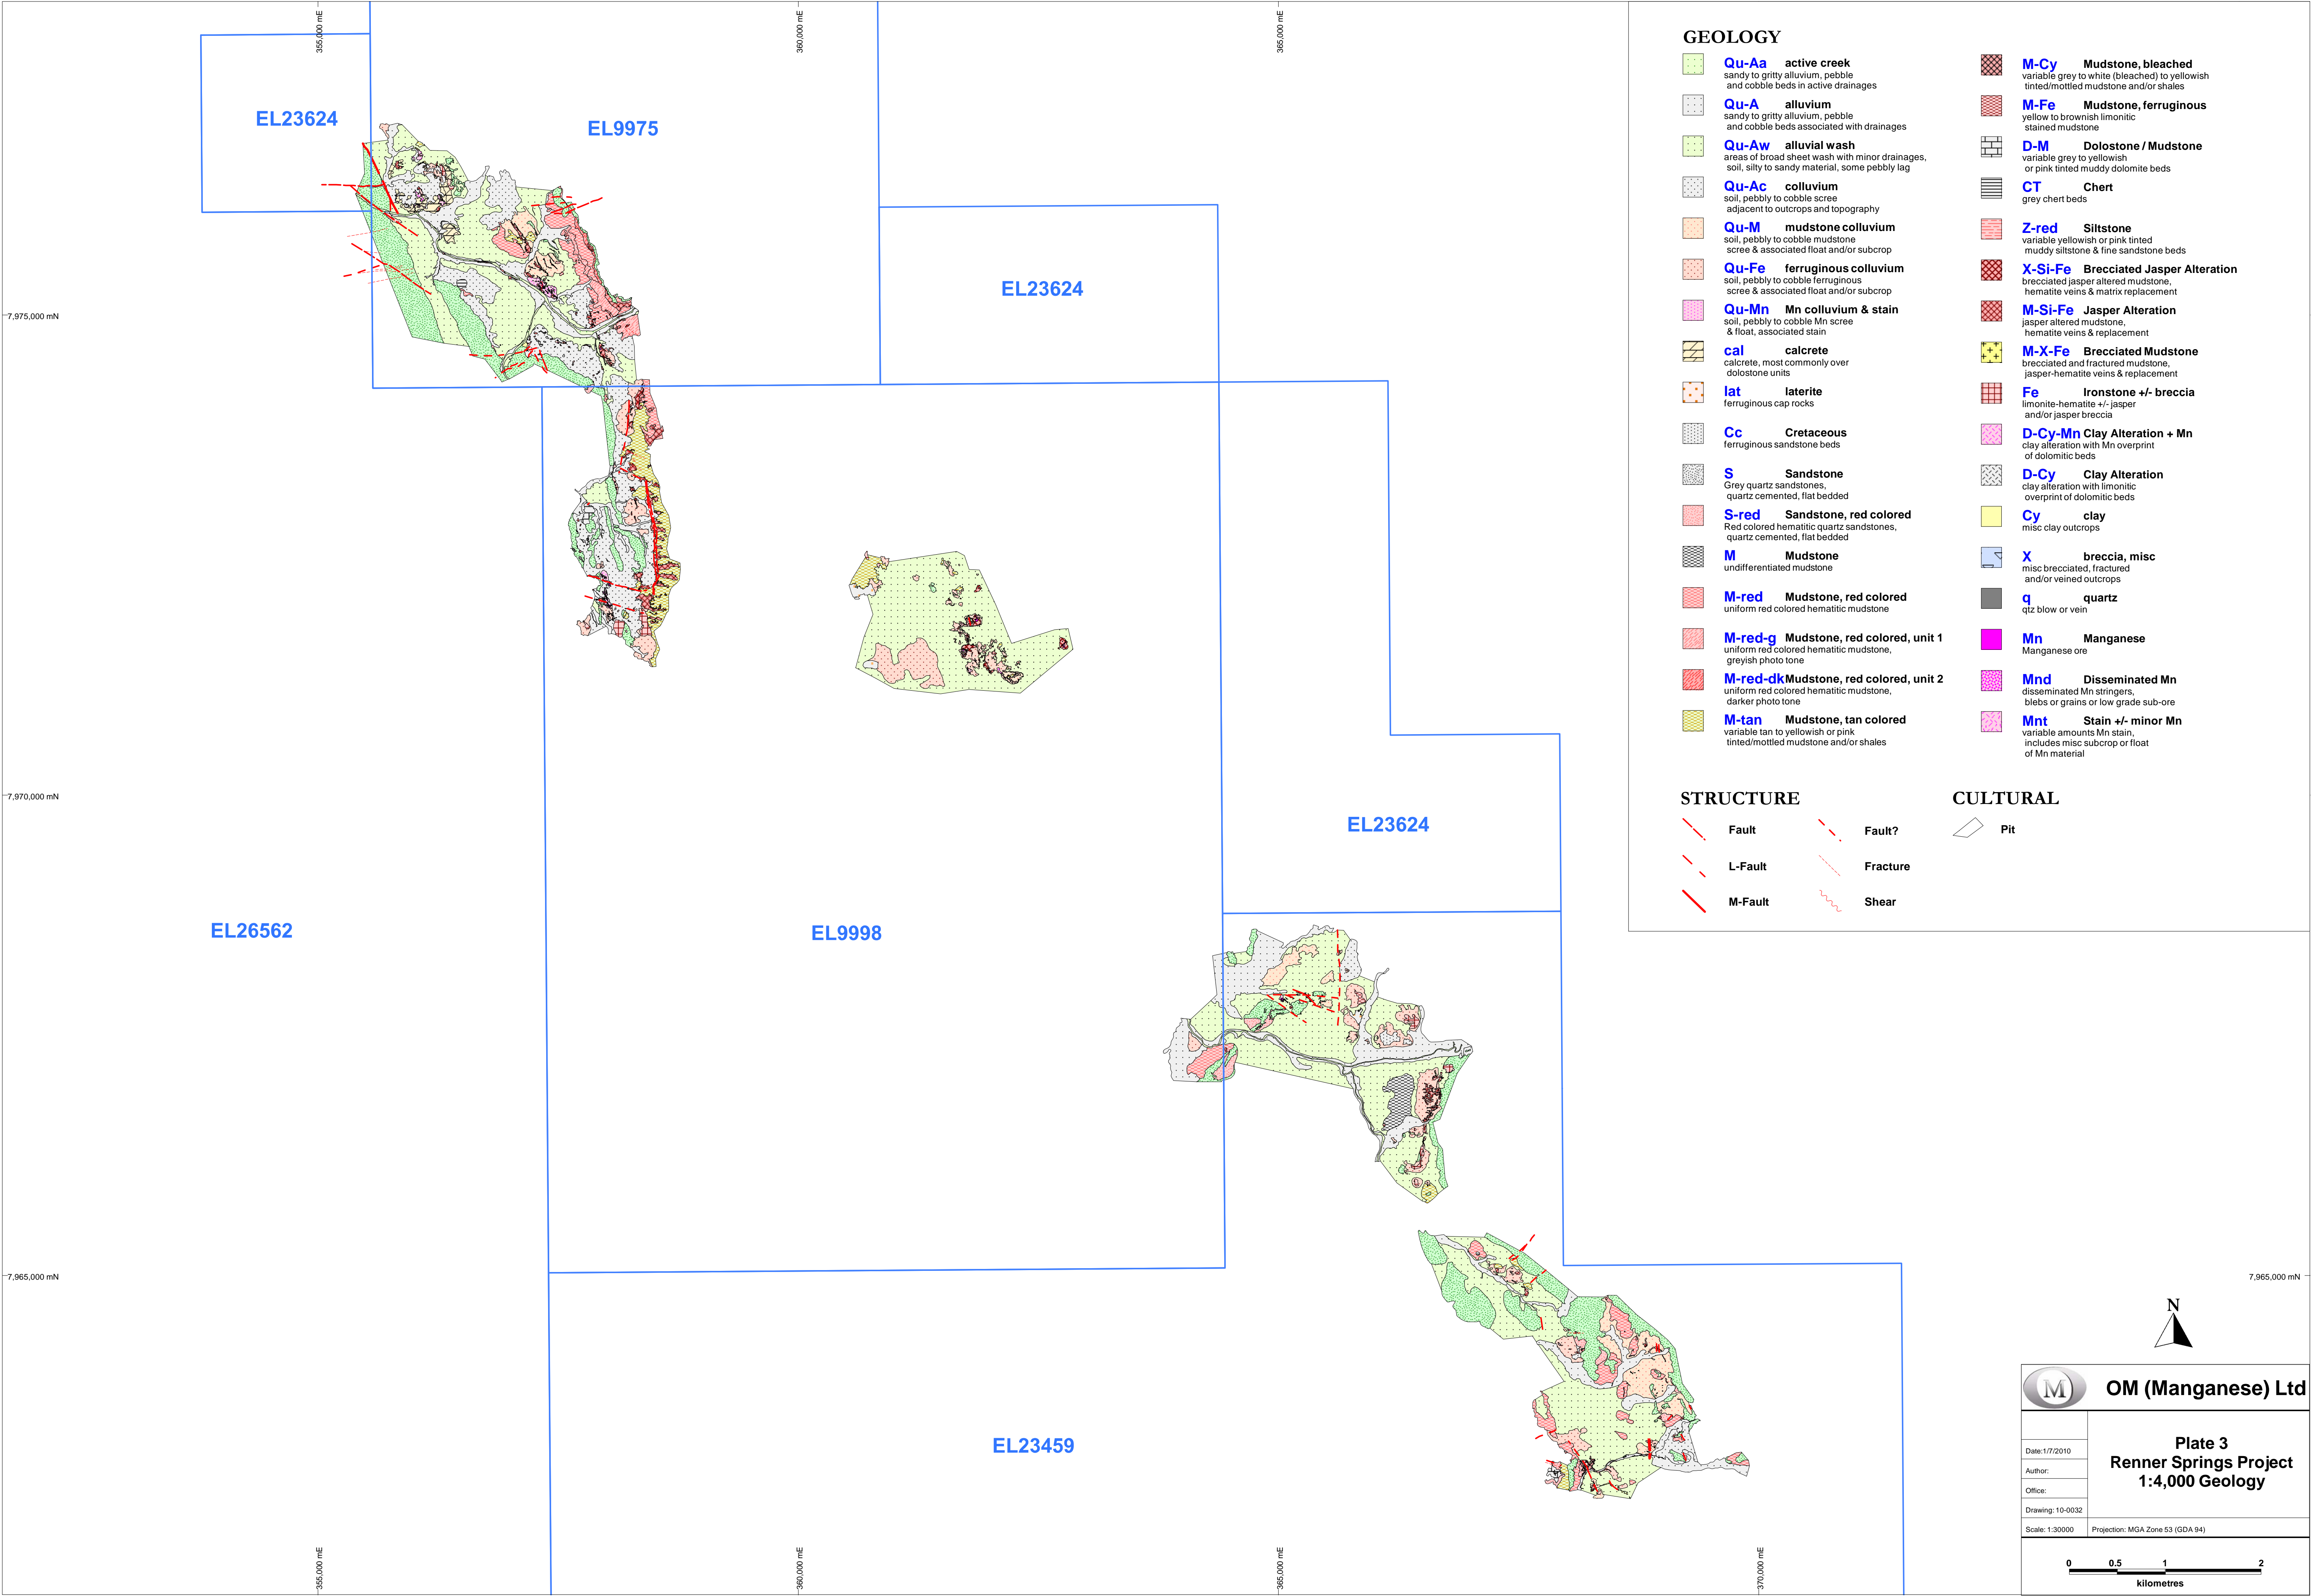 355,000 mE
360,000 mE
365,000 mE
EL23624
EL9975
EL23624
7,975,000 mN
7,970,000 mN
EL23624
EL26562
EL9998
7,965,000 mN
7,965,000 mN
EL23459
355,000 mE
360,000 mE
365,000 mE
370,000 mE
GEOLOGY
Qu-Aa active creek
sandy to gritty alluvium, pebble
and cobble beds in active drainages
Qu-A alluvium
sandy to gritty alluvium, pebble
and cobble beds associated with drainages
Qu-Aw alluvial wash
areas of broad sheet wash with minor drainages,
soil, silty to sandy material, some pebbly lag
Qu-Ac colluvium
soil, pebbly to cobble scree
adjacent to outcrops and topography
Qu-M mudstone colluvium
soil, pebbly to cobble mudstone
scree & associated float and/or subcrop
Qu-Fe ferruginous colluvium
soil, pebbly to cobble ferruginous
scree & associated float and/or subcrop
Qu-Mn Mn colluvium & stain
soil, pebbly to cobble Mn scree
& float, associated stain
cal calcrete
calcrete, most commonly over
dolostone units
lat laterite
ferruginous cap rocks
Cc Cretaceous
ferruginous sandstone beds
S Sandstone
Grey quartz sandstones,
quartz cemented, flat bedded
S-red Sandstone, red colored
Red colored hematitic quartz sandstones,
quartz cemented, flat bedded
M Mudstone
undifferentiated mudstone
M-red Mudstone, red colored
uniform red colored hematitic mudstone
M-red-g Mudstone, red colored, unit 1
uniform red colored hematitic mudstone,
greyish photo tone
M-red-dk Mudstone, red colored, unit 2
uniform red colored hematitic mudstone,
darker photo tone
M-tan Mudstone, tan colored
variable tan to yellowish or pink
tinted/mottled mudstone and/or shales
M-Cy Mudstone, bleached
variable grey to white (bleached) to yellowish
tinted/mottled mudstone and/or shales
M-Fe Mudstone, ferruginous
yellow to brownish limonitic
stained mudstone
D-M Dolostone / Mudstone
variable grey to yellowish
or pink tinted muddy dolomite beds
CT Chert
grey chert beds
Z-red Siltstone
variable yellowish or pink tinted
muddy siltstone & fine sandstone beds
X-Si-Fe Brecciated Jasper Alteration
brecciated jasper altered mudstone,
hematite veins & matrix replacement
M-Si-Fe Jasper Alteration
jasper altered mudstone,
hematite veins & replacement
M-X-Fe Brecciated Mudstone
brecciated and fractured mudstone,
jasper-hematite veins & replacement
Fe Ironstone +/- breccia
limonite-hematite +/- jasper
and/or jasper breccia
D-Cy-Mn Clay Alteration + Mn
clay alteration with Mn overprint
of dolomitic beds
D-Cy Clay Alteration
clay alteration with limonitic
overprint of dolomitic beds
Cy clay
misc clay outcrops
X breccia, misc
misc brecciated, fractured
and/or veined outcrops
q quartz
qtz blow or vein
Mn Manganese
Manganese ore
Mnd Disseminated Mn
disseminated Mn stringers,
blebs or grains or low grade sub-ore
Mnt Stain +/- minor Mn
variable amounts Mn stain,
includes misc subcrop or float
of Mn material
STRUCTURE
Fault
Fault?
L-Fault
Fracture
M-Fault
Shear
CULTURAL
Pit
N
M
OM (Manganese) Ltd
Date:1/7/2010
Author:
Office:
Drawing: 10-0032
Scale: 1:30000
Plate 3
Renner Springs Project
1:4,000 Geology
Projection: MGA Zone 53 (GDA 94)
0 0.5 1 2
kilometres